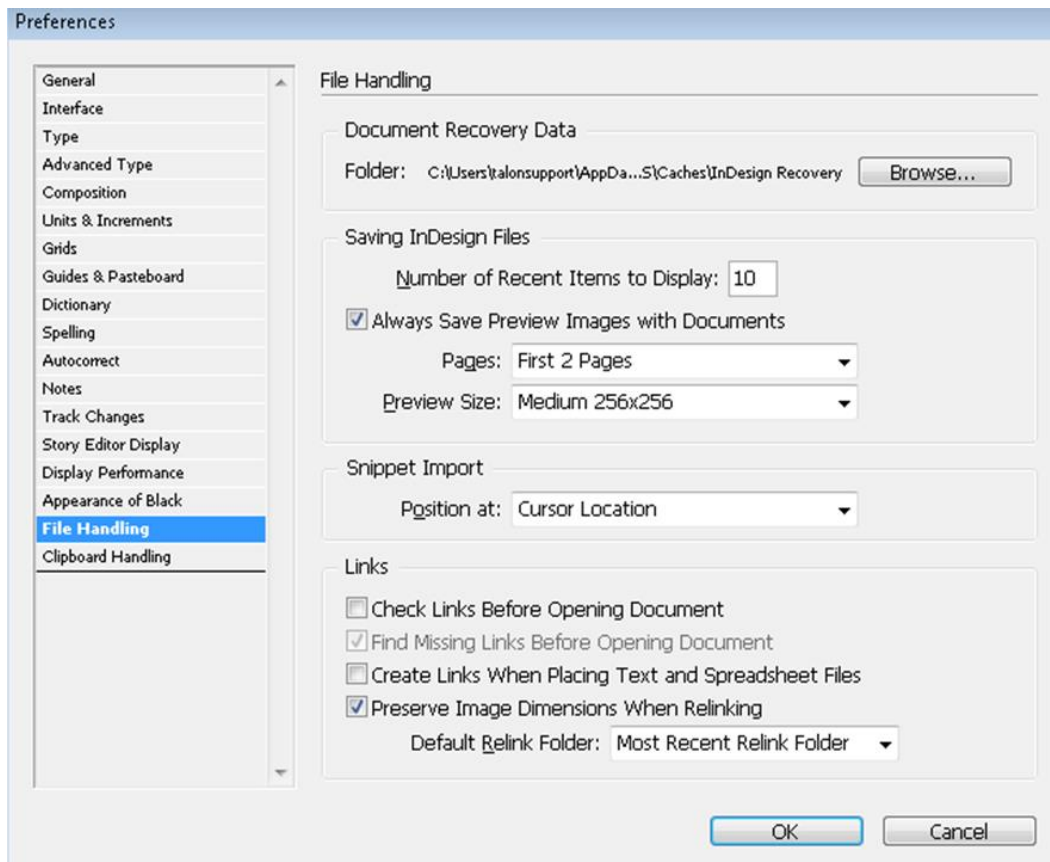 Preferences
General
Interface
Type
Advanced Type
Composition
Units & Increments
Grids
Guides & Pasteboard
Dictionary
Spelling
Autocorrect
Notes
Track Changes
Story Editor Display
Display Performance
Appearance of Black
File Handling
Clipboard Handling
File Handling
Document Recovery Data
Folder: C:\Users\talonsupport\AppDa...S\Caches\InDesign Recovery Browse...
Saving InDesign Files
Number of Recent Items to Display: 10
Always Save Preview Images with Documents
Pages: First 2 Pages
Preview Size: Medium 256x256
Snippet Import
Position at: Cursor Location
Links
Check Links Before Opening Document
Find Missing Links Before Opening Document
Create Links When Placing Text and Spreadsheet Files
Preserve Image Dimensions When Relinking
Default Relink Folder: Most Recent Relink Folder
OK Cancel